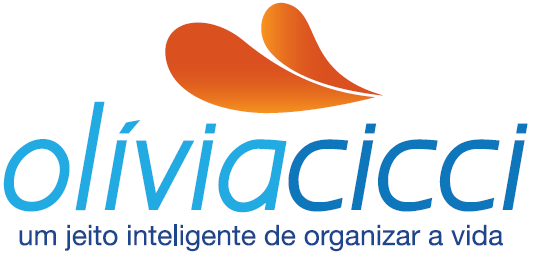 olíviacicci
um jeito inteligente de organizar a vida